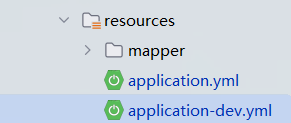 resources
mapper
application.yml
application-dev.yml